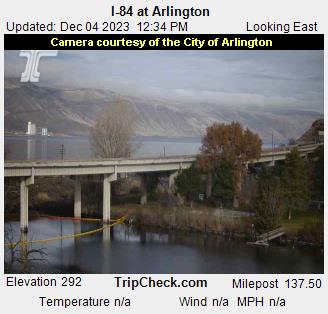 I-84 at Arlington
Updated: Dec 04 2023 12:34 PM Looking East
Camera courtesy of the City of Arlington
Elevation 292 TripCheck.com Milepost 137.50
Temperature n/a Wind n/a MPH n/a